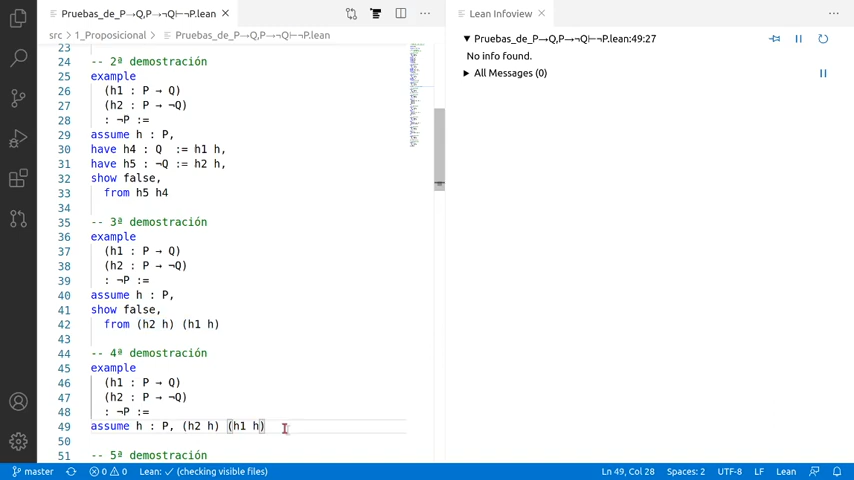 Pruebas_de_P→Q,P→¬Q⊢¬P.lean
Lean Infoview
src > 1_Proposicional > Pruebas_de_P→Q,P→¬Q⊢¬P.lean
Pruebas_de_P→Q,P→¬Q⊢¬P.lean:49:27
No info found.
All Messages (0)
23
24 -- 2ª demostración
25 example
26 (h1 : P → Q)
27 (h2 : P → ¬Q)
28 : ¬P :=
29 assume h : P,
30 have h4 : Q := h1 h,
31 have h5 : ¬Q := h2 h,
32 show false,
33 from h5 h4
34
35 -- 3ª demostración
36 example
37 (h1 : P → Q)
38 (h2 : P → ¬Q)
39 : ¬P :=
40 assume h : P,
41 show false,
42 from (h2 h) (h1 h)
43
44 -- 4ª demostración
45 example
46 (h1 : P → Q)
47 (h2 : P → ¬Q)
48 : ¬P :=
49 assume h : P, (h2 h) (h1 h)
50
51 -- 5ª demostración
master 0 0 Lean: ✓ (checking visible files) Ln 49, Col 28 Spaces: 2 UTF-8 LF Lean